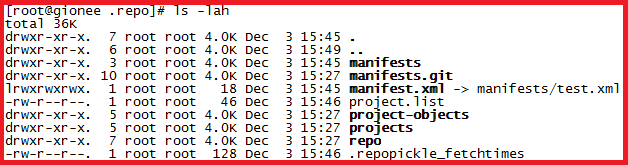 [root@gionee .repo]# ls -lah
total 36K
drwxr-xr-x.  7 root root 4.0K Dec  3 15:45 .
drwxr-xr-x.  6 root root 4.0K Dec  3 15:49 ..
drwxr-xr-x.  3 root root 4.0K Dec  3 15:45 manifests
drwxr-xr-x. 10 root root 4.0K Dec  3 15:27 manifests.git
lrwxrwxrwx.  1 root root   18 Dec  3 15:45 manifest.xml -> manifests/test.xml
-rw-r--r--.  1 root root   46 Dec  3 15:46 project.list
drwxr-xr-x.  5 root root 4.0K Dec  3 15:27 project-objects
drwxr-xr-x.  5 root root 4.0K Dec  3 15:27 projects
drwxr-xr-x.  7 root root 4.0K Dec  3 15:27 repo
-rw-r--r--.  1 root root  128 Dec  3 15:46 .repopickle_fetchtimes